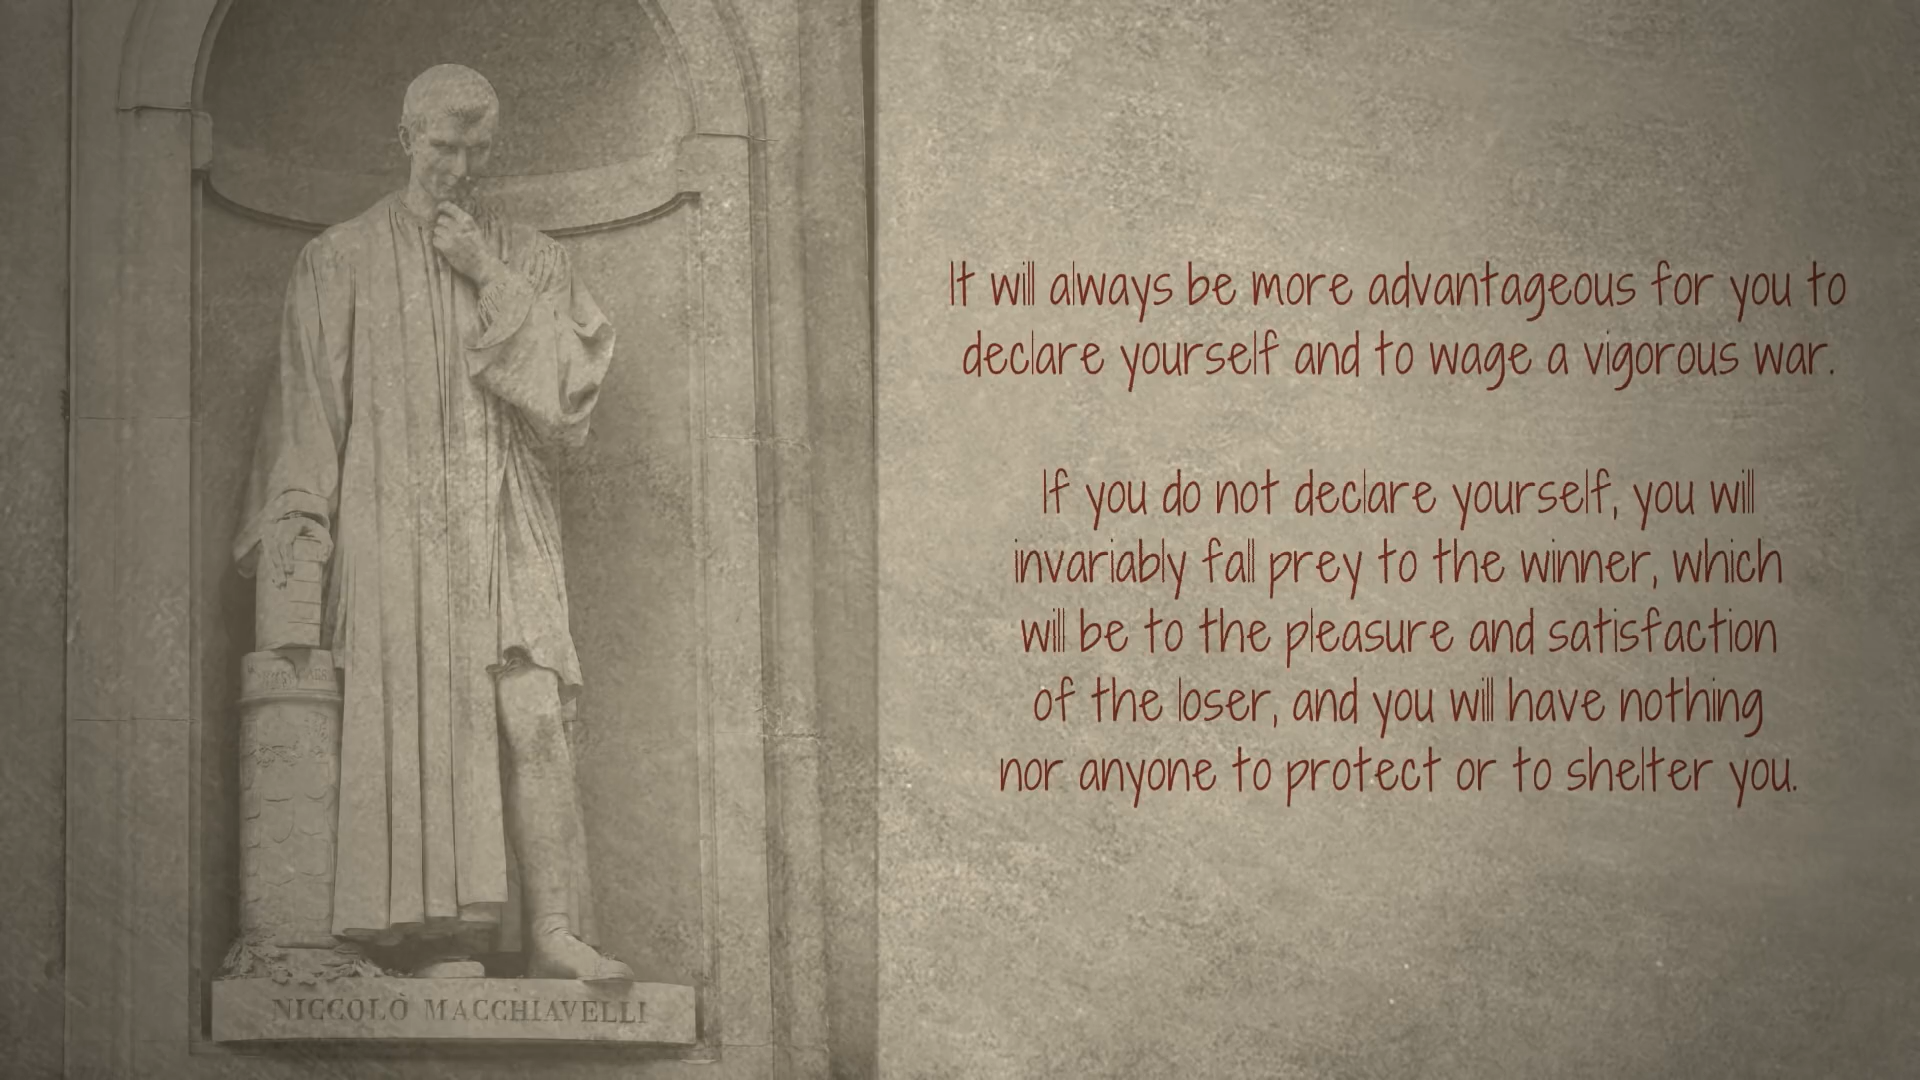 It will always be more advantageous for you to
declare yourself and to wage a vigorous war.
If you do not declare yourself, you will
invariably fall prey to the winner, which
will be to the pleasure and satisfaction
of the loser, and you will have nothing
nor anyone to protect or to shelter you.
NICCOLÒ MACCHIAVELLI